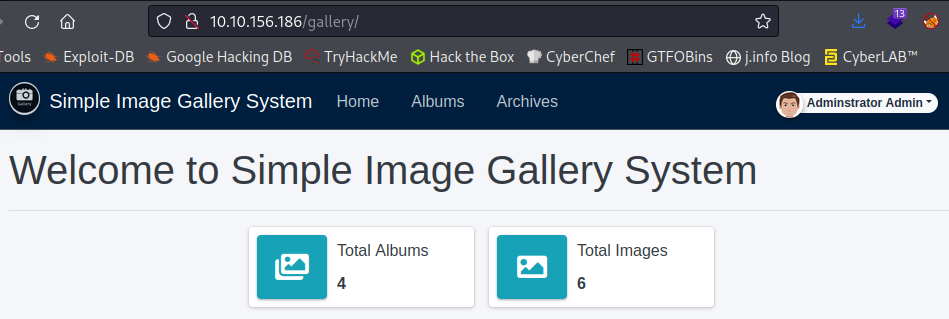 10.10.156.186/gallery/
13
Tools Exploit-DB Google Hacking DB TryHackMe Hack the Box CyberChef GTFOBins j.info Blog CyberLAB™
Gallery Simple Image Gallery System Home Albums Archives Adminstrator Admin
Welcome to Simple Image Gallery System
Total Albums Total Images
4 6